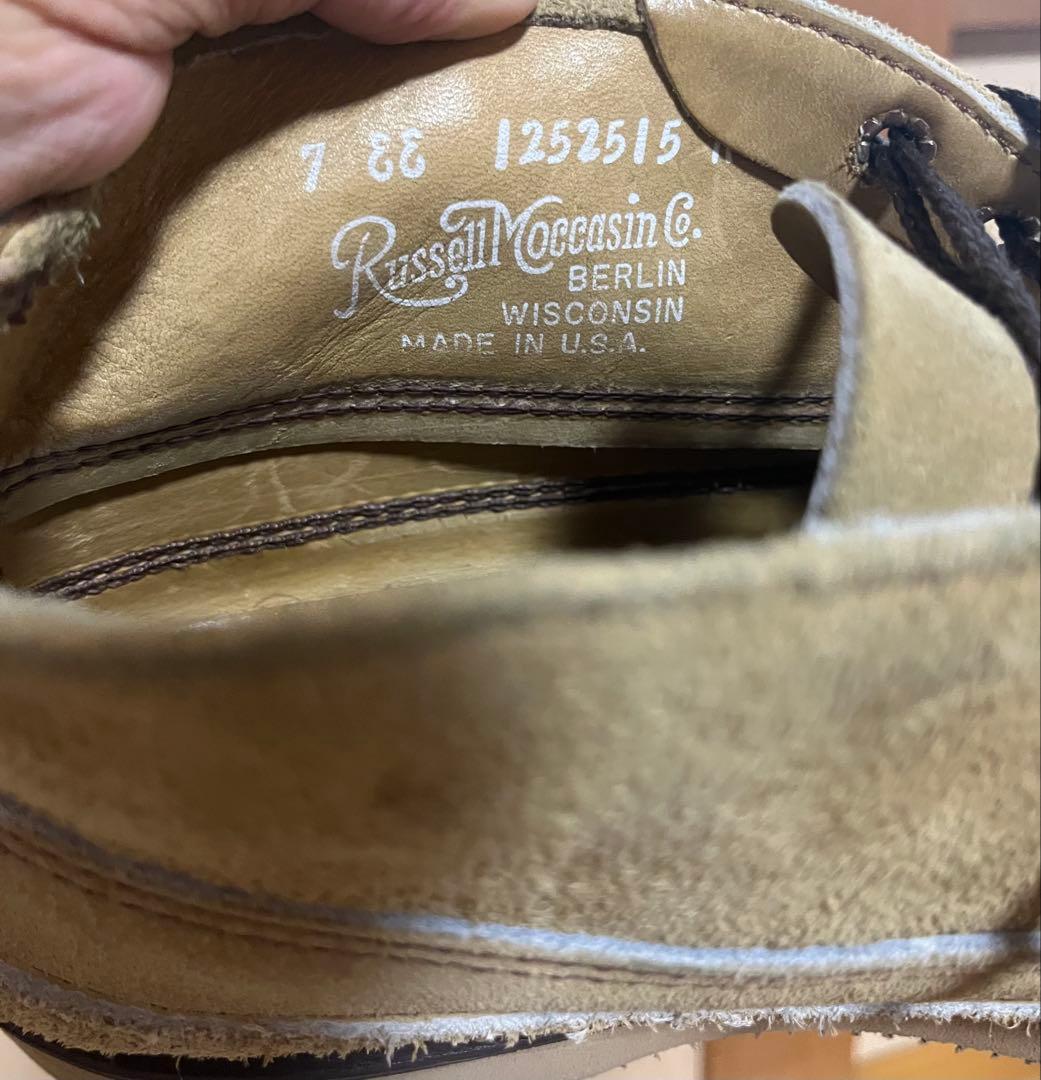 7 EE 1252515
Russell Moccasin Co.
BERLIN
WISCONSIN
MADE IN U.S.A.